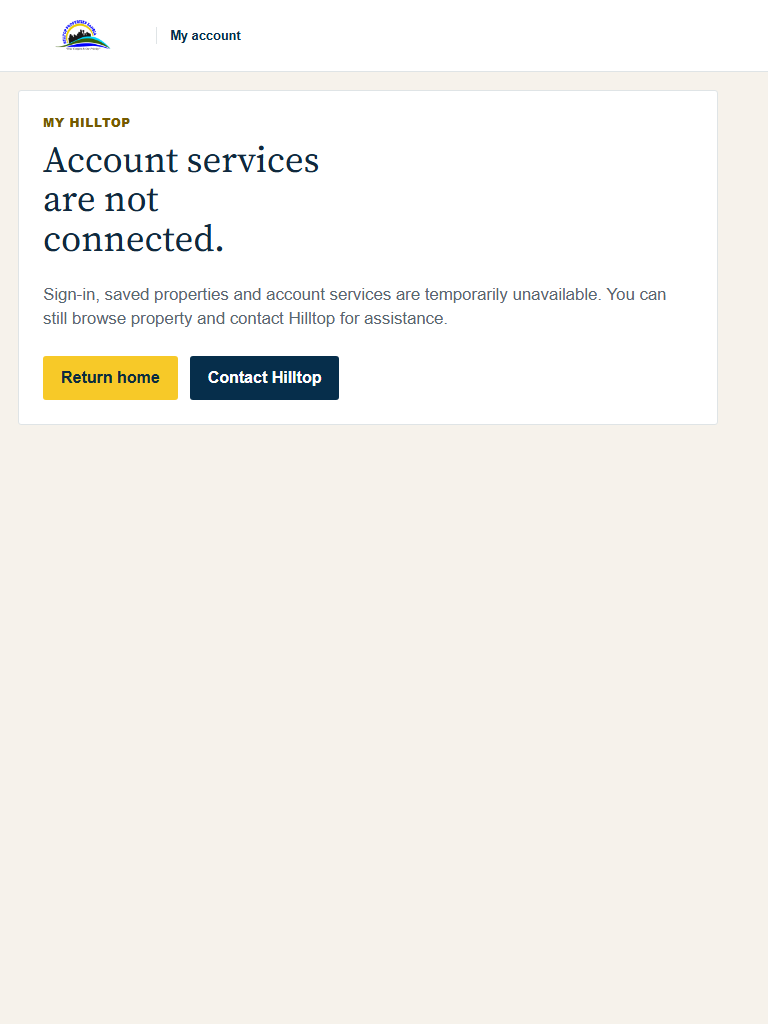 My account
MY HILLTOP
Account services
are not
connected.
Sign-in, saved properties and account services are temporarily unavailable. You can
still browse property and contact Hilltop for assistance.
Return home
Contact Hilltop